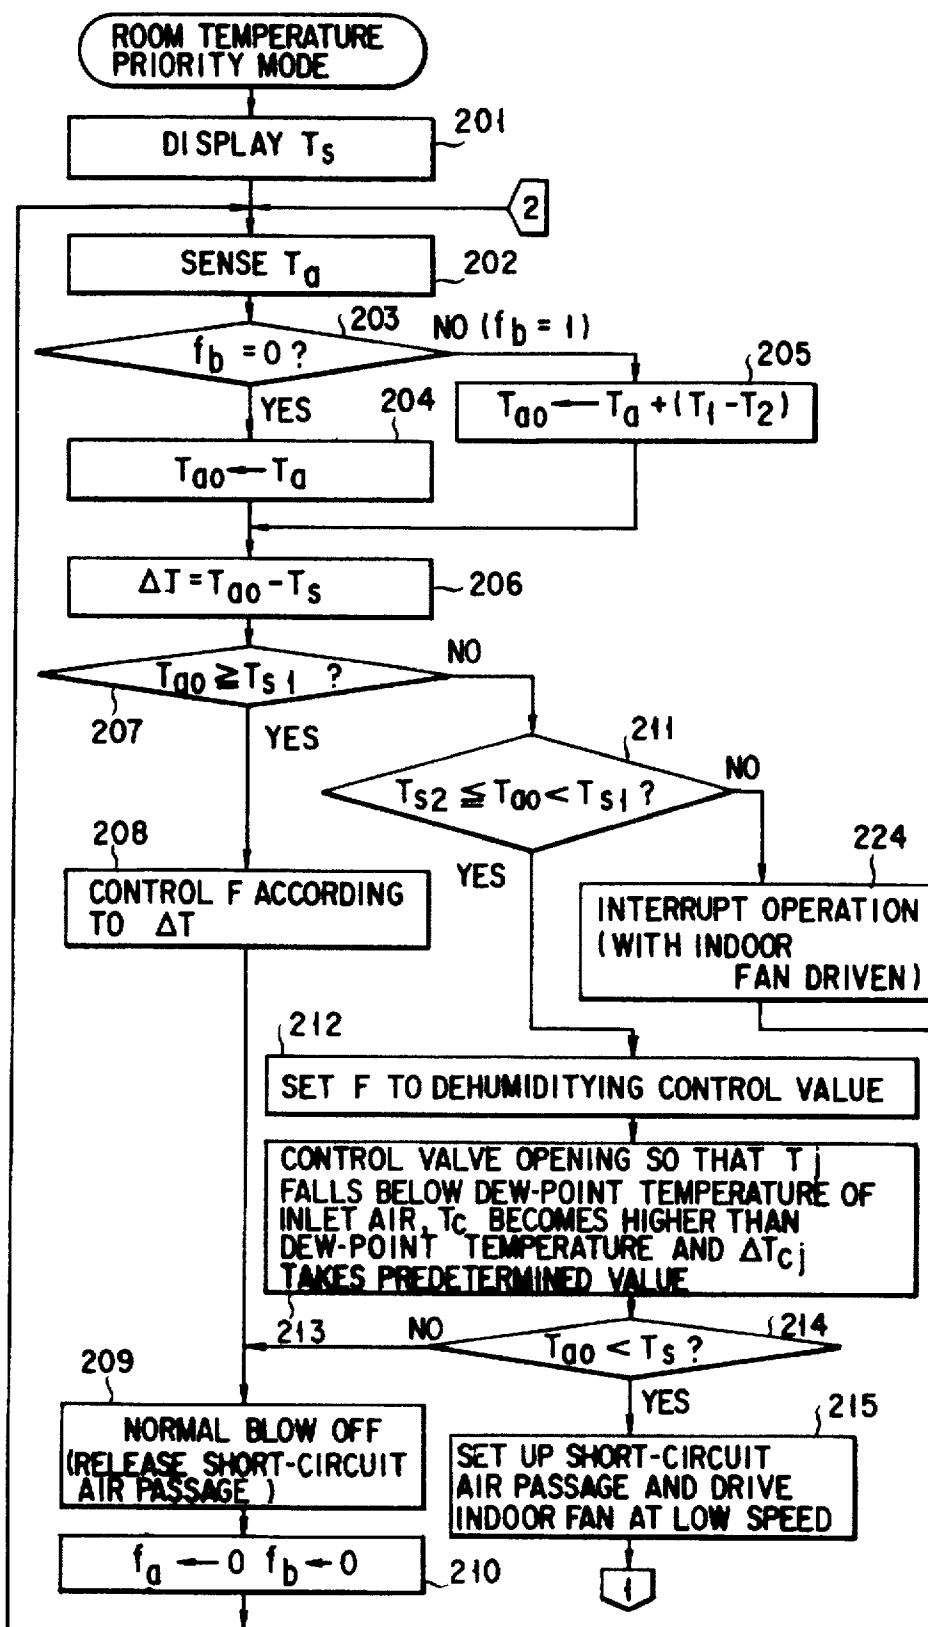 ROOM TEMPERATURE
PRIORITY MODE
201
DISPLAY Ts
2
SENSE Ta
202
203
fb = 0 ?
NO (fb = 1)
YES
204
205
Tao ← Ta + (T1 - T2)
Tao ← Ta
ΔT = Tao - Ts
206
Tao ≧ Ts1 ?
NO
207
YES
211
Ts2 ≦ Tao < Ts1 ?
NO
YES
208
CONTROL F ACCORDING
TO ΔT
224
INTERRUPT OPERATION
(WITH INDOOR
FAN DRIVEN)
212
SET F TO DEHUMIDITYING CONTROL VALUE
CONTROL VALVE OPENING SO THAT Tj
FALLS BELOW DEW-POINT TEMPERATURE OF
INLET AIR, Tc BECOMES HIGHER THAN
DEW-POINT TEMPERATURE AND ΔTcj
TAKES PREDETERMINED VALUE
213
NO
Tao < Ts ?
214
YES
209
NORMAL BLOW OFF
(RELEASE SHORT-CIRCUIT
AIR PASSAGE)
215
SET UP SHORT-CIRCUIT
AIR PASSAGE AND DRIVE
INDOOR FAN AT LOW SPEED
fa ← 0 fb ← 0
210
1